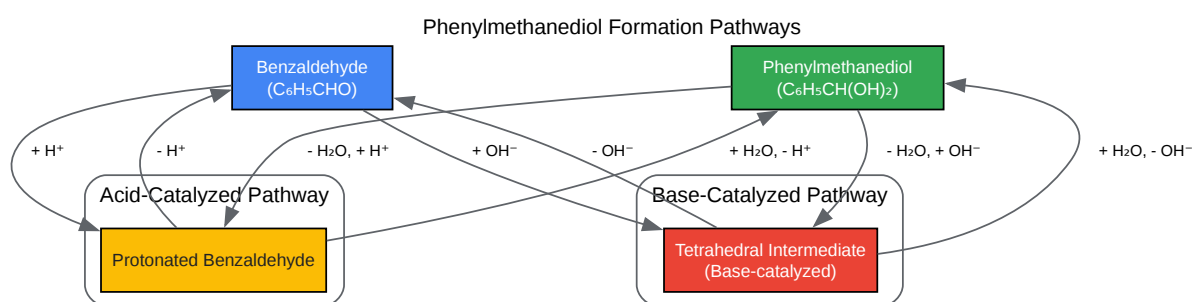 Phenylmethanediol Formation Pathways
Benzaldehyde
(C₆H₅CHO)
Phenylmethanediol
(C₆H₅CH(OH)₂)
+ H⁺
- H⁺
- H₂O, + H⁺
+ OH⁻
- OH⁻
+ H₂O, - H⁺
- H₂O, + OH⁻
+ H₂O, - OH⁻
Acid-Catalyzed Pathway
Base-Catalyzed Pathway
Protonated Benzaldehyde
Tetrahedral Intermediate
(Base-catalyzed)